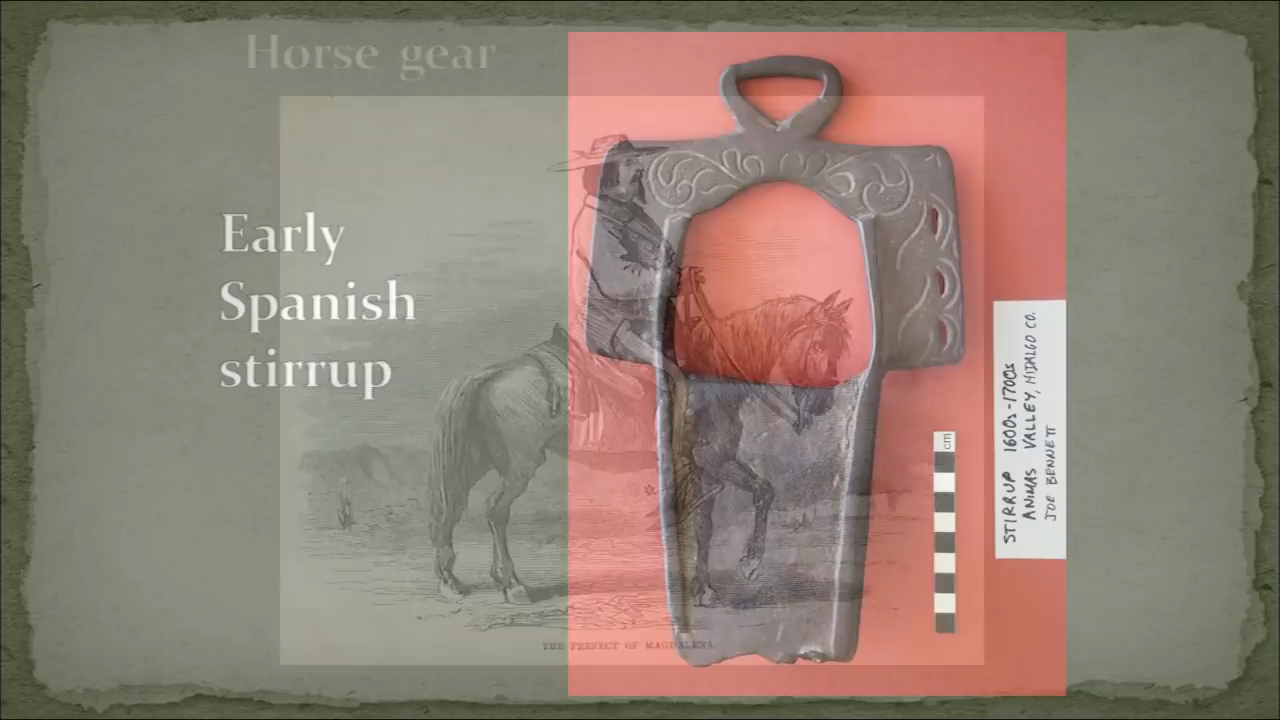 Horse gear
Early
Spanish
stirrup
cm
STIRRUP 1600s-1700s
ANIMAS VALLEY, HIDALGO CO.
JOE BENNETT
THE PREFECT OF MAGDALENA.